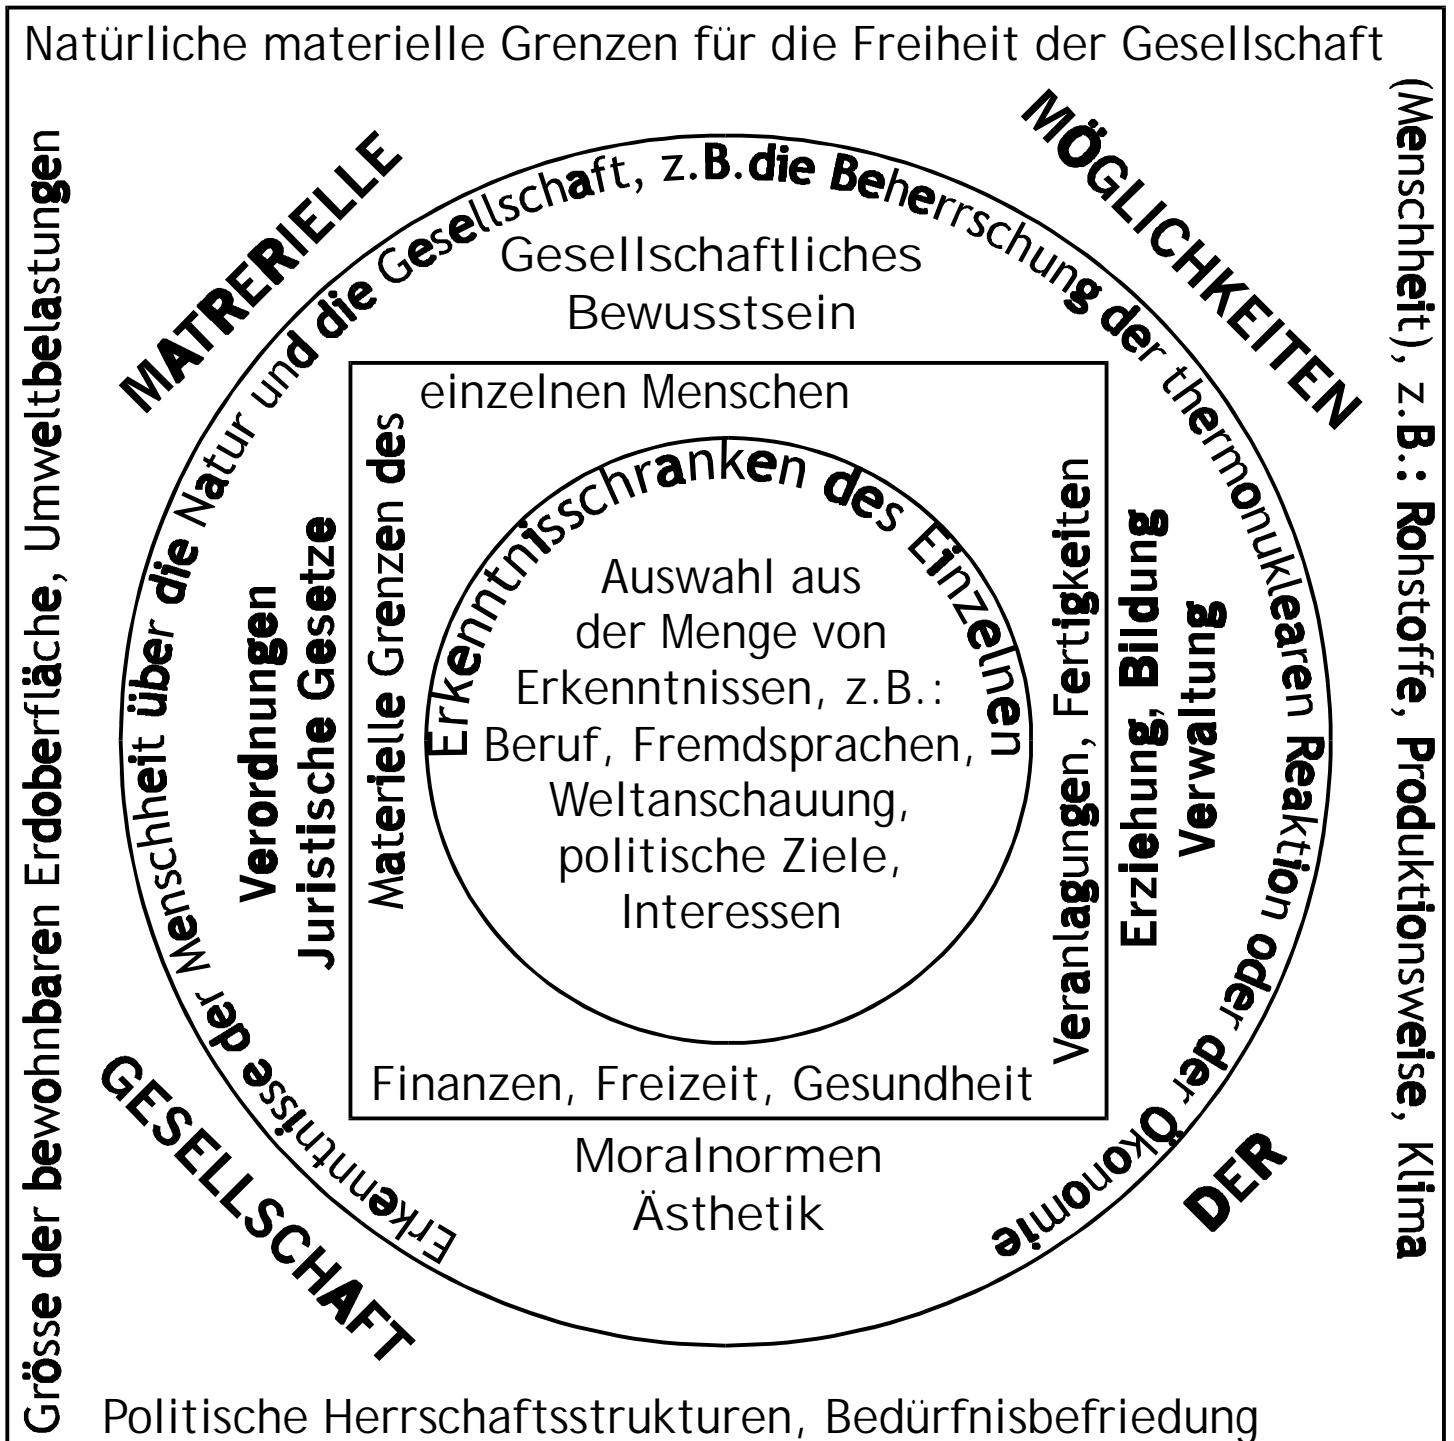 Natürliche materielle Grenzen für die Freiheit der Gesellschaft
(Menschheit), z.B.: Rohstoffe, Produktionsweise, Klima
Grösse der bewohnbaren Erdoberfläche, Umweltbelastungen
Politische Herrschaftsstrukturen, Bedürfnisbefriedung
MATRERIELLE
MÖGLICHKEITEN
DER
GESELLSCHAFT
Erkenntnisse der Menschheit über die Natur und die Gesellschaft, z.B.die Beherrschung der thermonuklearen Reaktion oder der Ökonomie
Gesellschaftliches
Bewusstsein
Verordnungen
Juristische Gesetze
Erziehung, Bildung
Verwaltung
Moralnormen
Ästhetik
Materielle Grenzen des
einzelnen Menschen
Veranlagungen, Fertigkeiten
Finanzen, Freizeit, Gesundheit
Erkenntnisschranken des Einzelnen
Auswahl aus
der Menge von
Erkenntnissen, z.B.:
Beruf, Fremdsprachen,
Weltanschauung,
politische Ziele,
Interessen